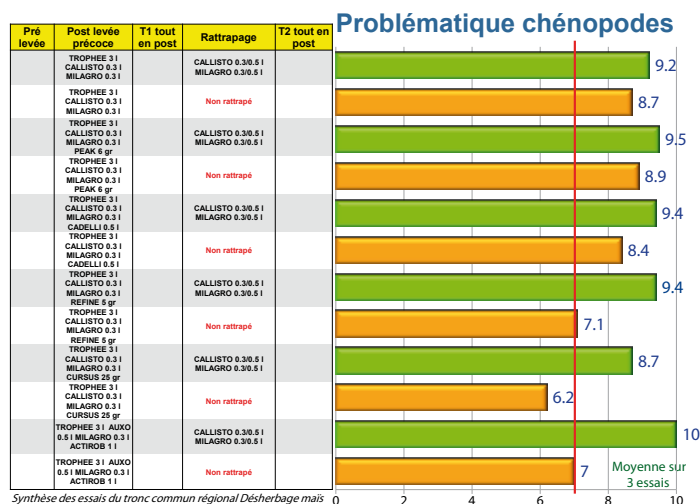 Problématique chénopodes
Pré levée
Post levée précoce
T1 tout en post
Rattrapage
T2 tout en post
TROPHEE 3 l
CALLISTO 0.3 l
MILAGRO 0.3 l
CALLISTO 0.3/0.5 l
MILAGRO 0.3/0.5 l
9.2
TROPHEE 3 l
CALLISTO 0.3 l
MILAGRO 0.3 l
Non rattrapé
8.7
TROPHEE 3 l
CALLISTO 0.3 l
MILAGRO 0.3 l
PEAK 6 gr
CALLISTO 0.3/0.5 l
MILAGRO 0.3/0.5 l
9.5
TROPHEE 3 l
CALLISTO 0.3 l
MILAGRO 0.3 l
PEAK 6 gr
Non rattrapé
8.9
TROPHEE 3 l
CALLISTO 0.3 l
MILAGRO 0.3 l
CADELLI 0.5 l
CALLISTO 0.3/0.5 l
MILAGRO 0.3/0.5 l
9.4
TROPHEE 3 l
CALLISTO 0.3 l
MILAGRO 0.3 l
CADELLI 0.5 l
Non rattrapé
8.4
TROPHEE 3 l
CALLISTO 0.3 l
MILAGRO 0.3 l
REFINE 5 gr
CALLISTO 0.3/0.5 l
MILAGRO 0.3/0.5 l
9.4
TROPHEE 3 l
CALLISTO 0.3 l
MILAGRO 0.3 l
REFINE 5 gr
Non rattrapé
7.1
TROPHEE 3 l
CALLISTO 0.3 l
MILAGRO 0.3 l
CURSUS 25 gr
CALLISTO 0.3/0.5 l
MILAGRO 0.3/0.5 l
8.7
TROPHEE 3 l
CALLISTO 0.3 l
MILAGRO 0.3 l
CURSUS 25 gr
Non rattrapé
6.2
TROPHEE 3 l AUXO
0.5 l MILAGRO 0.3 l
ACTIROB 1 l
CALLISTO 0.3/0.5 l
MILAGRO 0.3/0.5 l
10
TROPHEE 3 l AUXO
0.5 l MILAGRO 0.3 l
ACTIROB 1 l
Non rattrapé
7
Moyenne sur
3 essais
Synthèse des essais du tronc commun régional Désherbage maïs
0 2 4 6 8 10